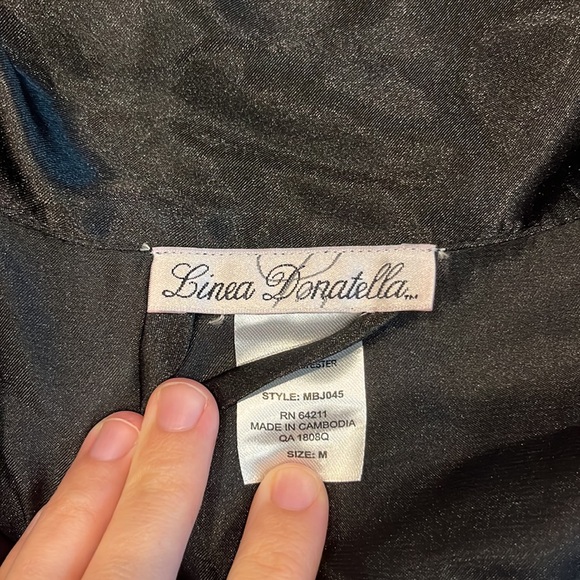 Linea Donatella...
STYLE: MBJ045
RN 64211
MADE IN CAMBODIA
QA 1808Q
SIZE: M